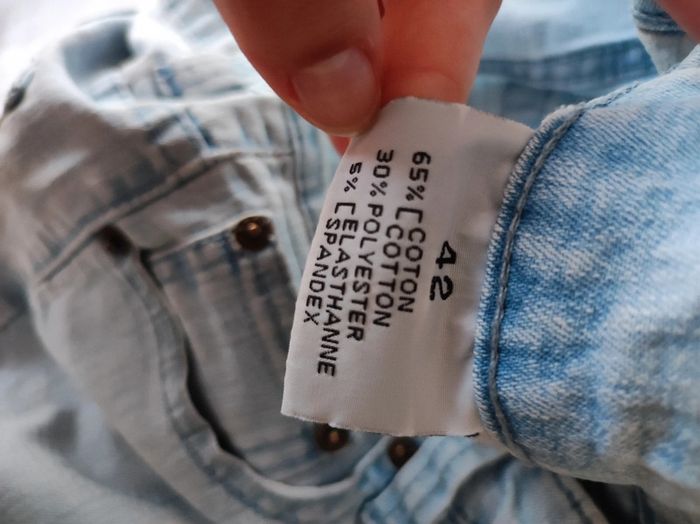 42
65% [ COTON
[ COTTON
30% POLYESTER
5% [ ELASTHANNE
[ SPANDEX